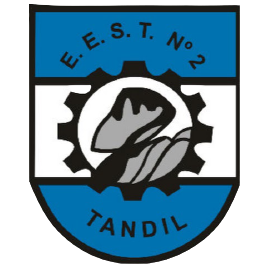 E. E. S. T. Nº 2
TANDIL